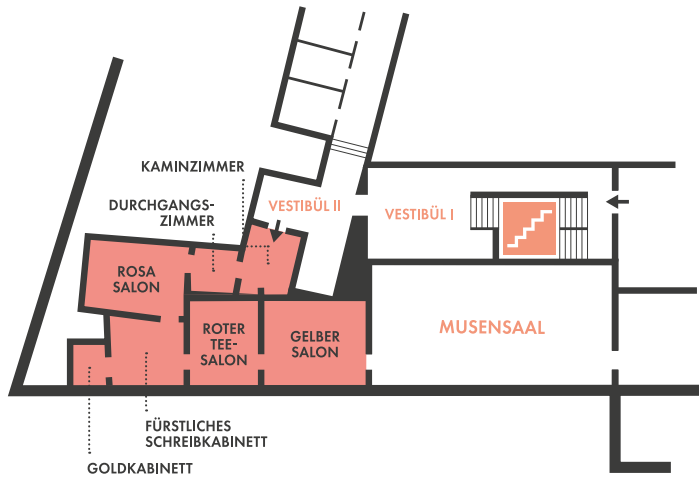 KAMINZIMMER
DURCHGANGS-
ZIMMER
VESTIBÜL II
VESTIBÜL I
ROSA
SALON
ROTER
TEE-
SALON
GELBER
SALON
MUSENSAAL
FÜRSTLICHES
SCHREIBKABINETT
GOLDKABINETT